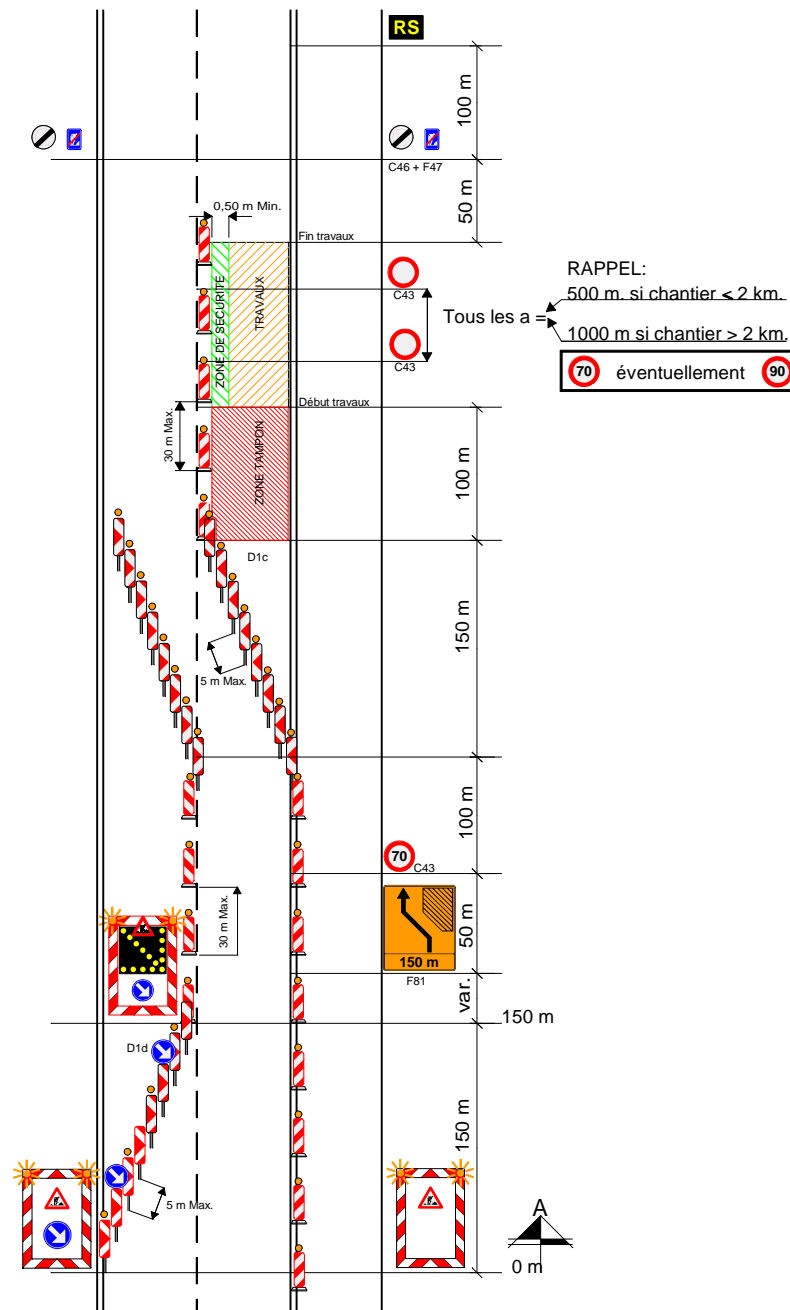 RS
100 m
C46 + F47
50 m
0,50 m Min.
Fin travaux
ZONE DE SECURITE
TRAVAUX
C43
C43
Tous les a =
RAPPEL:
500 m. si chantier ≤ 2 km.
1000 m si chantier > 2 km.
70 éventuellement 90
Début travaux
30 m Max.
ZONE TAMPON
100 m
D1c
150 m
5 m Max.
100 m
70
C43
30 m Max.
50 m
150 m
F81
var.
150 m
D1d
150 m
5 m Max.
A
0 m